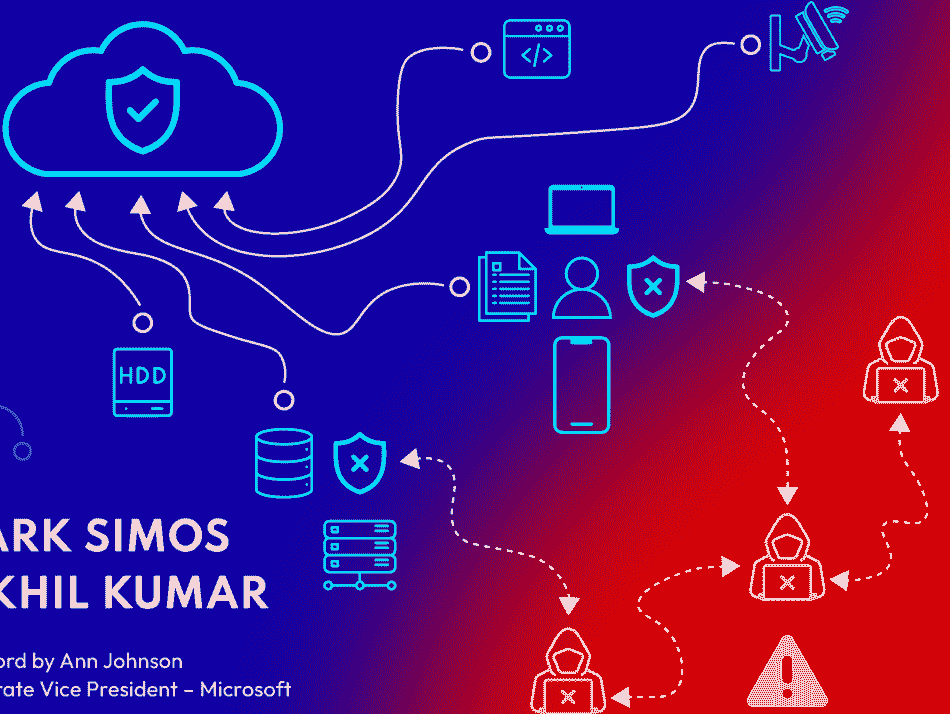 </>
HDD
ARK SIMOS
KHIL KUMAR
ord by Ann Johnson
rate Vice President – Microsoft